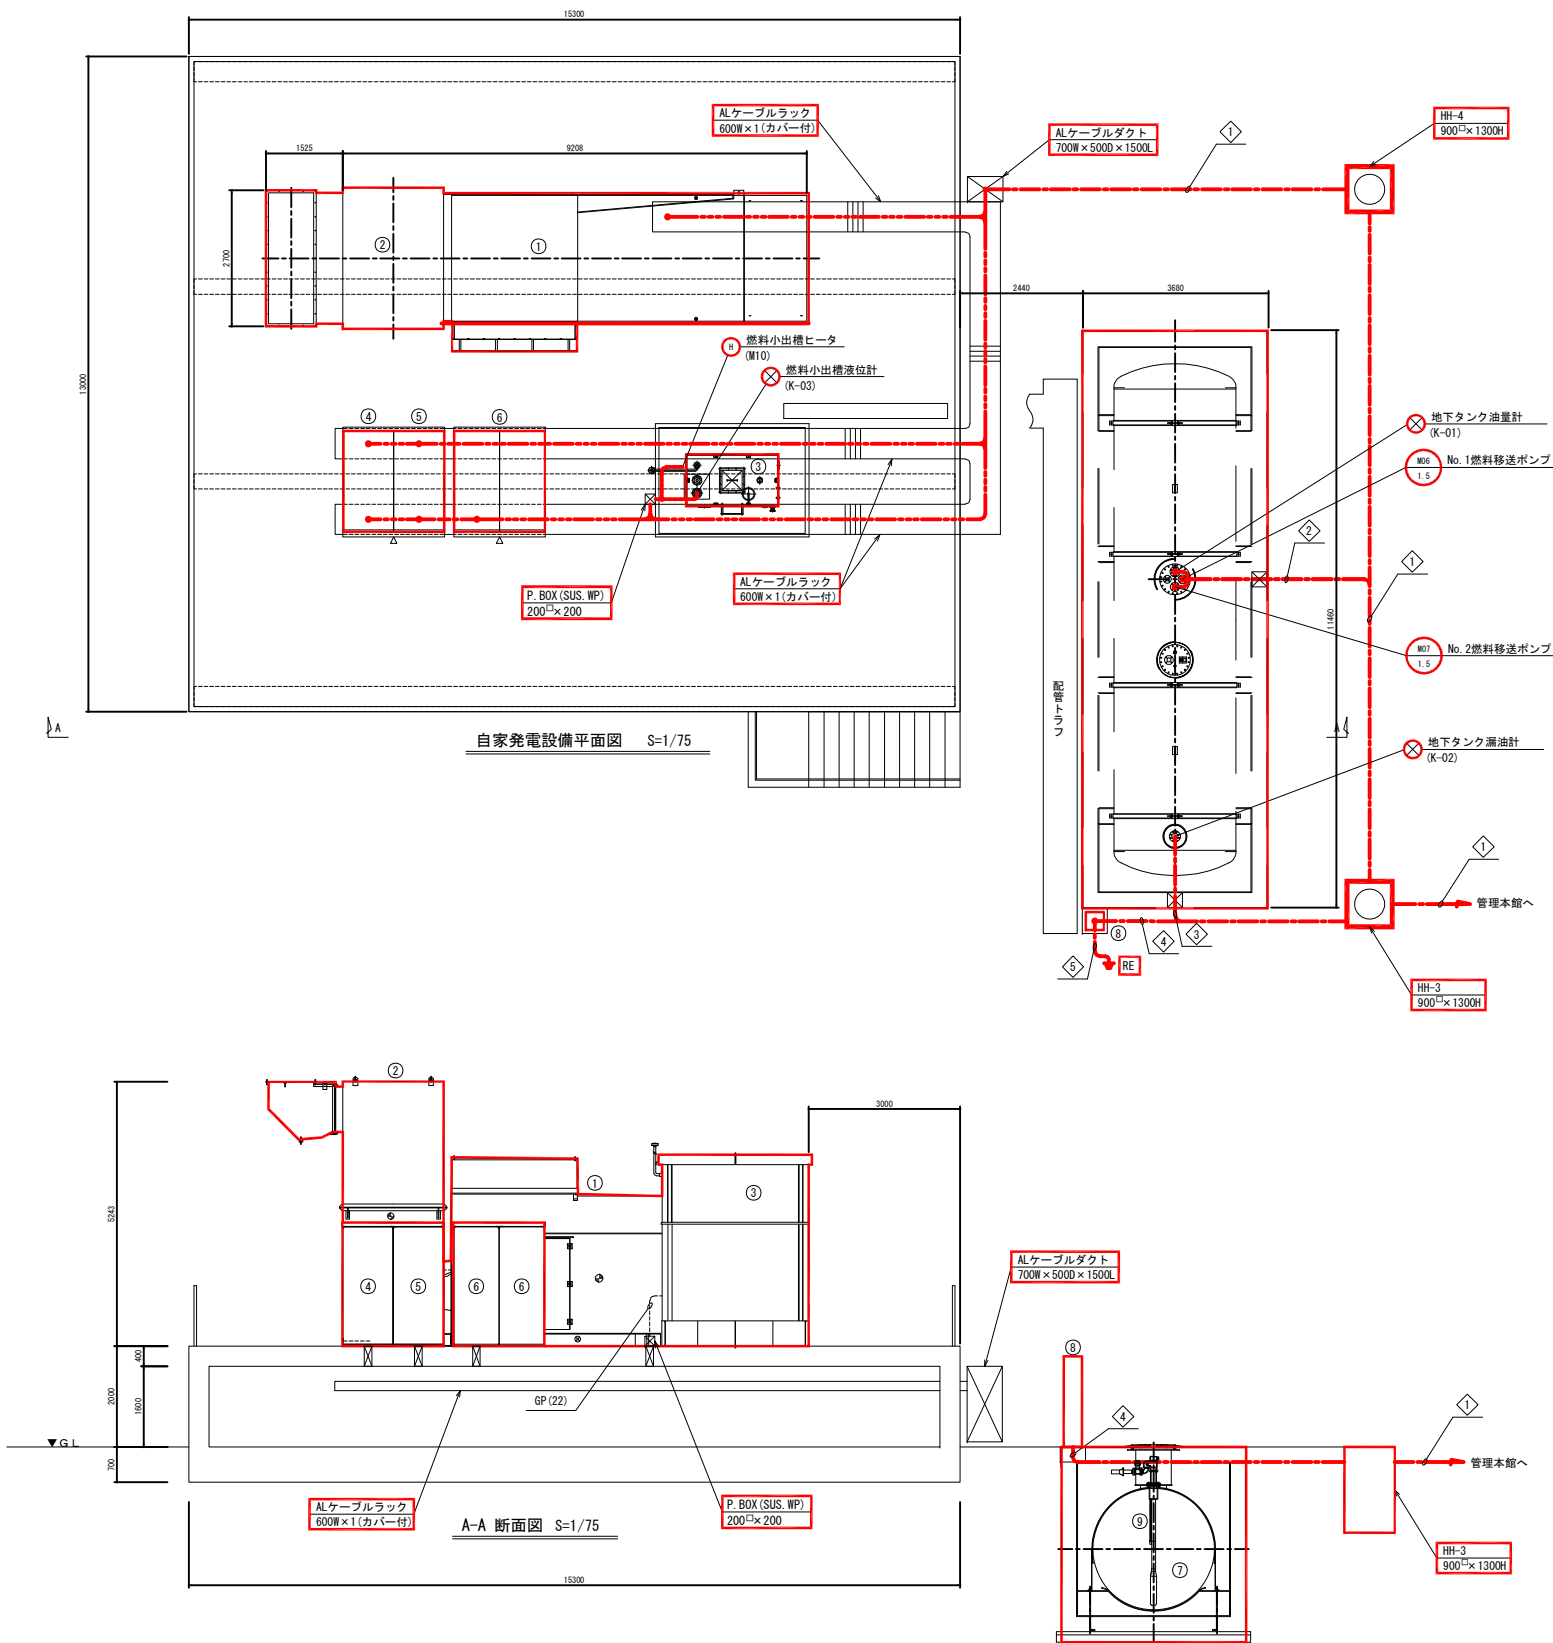 15300
ALケーブルラック
600W×1(カバー付)
ALケーブルダクト
700W×500D×1500L
1
HH-4
900□×1300H
1525
9208
2700
13000
②
①
2440
3680
H
燃料小出槽ヒータ
(M10)
燃料小出槽液位計
(K-03)
④
⑤
⑥
③
地下タンク油量計
(K-01)
M06
1.5
No.1燃料移送ポンプ
2
1
P.BOX(SUS.WP)
200□×200
ALケーブルラック
600W×1(カバー付)
11460
M07
1.5
No.2燃料移送ポンプ
配管トラフ
A
A
自家発電設備平面図 S=1/75
地下タンク漏油計
(K-02)
1
管理本館へ
⑧
4
3
5
RE
HH-3
900□×1300H
②
3000
①
③
5243
④
⑤
⑥
⑥
ALケーブルダクト
700W×500D×1500L
400
2000
1600
700
▼GL
GP(22)
⑧
4
1
管理本館へ
ALケーブルラック
600W×1(カバー付)
A-A 断面図 S=1/75
P.BOX(SUS.WP)
200□×200
⑨
⑦
HH-3
900□×1300H
15300